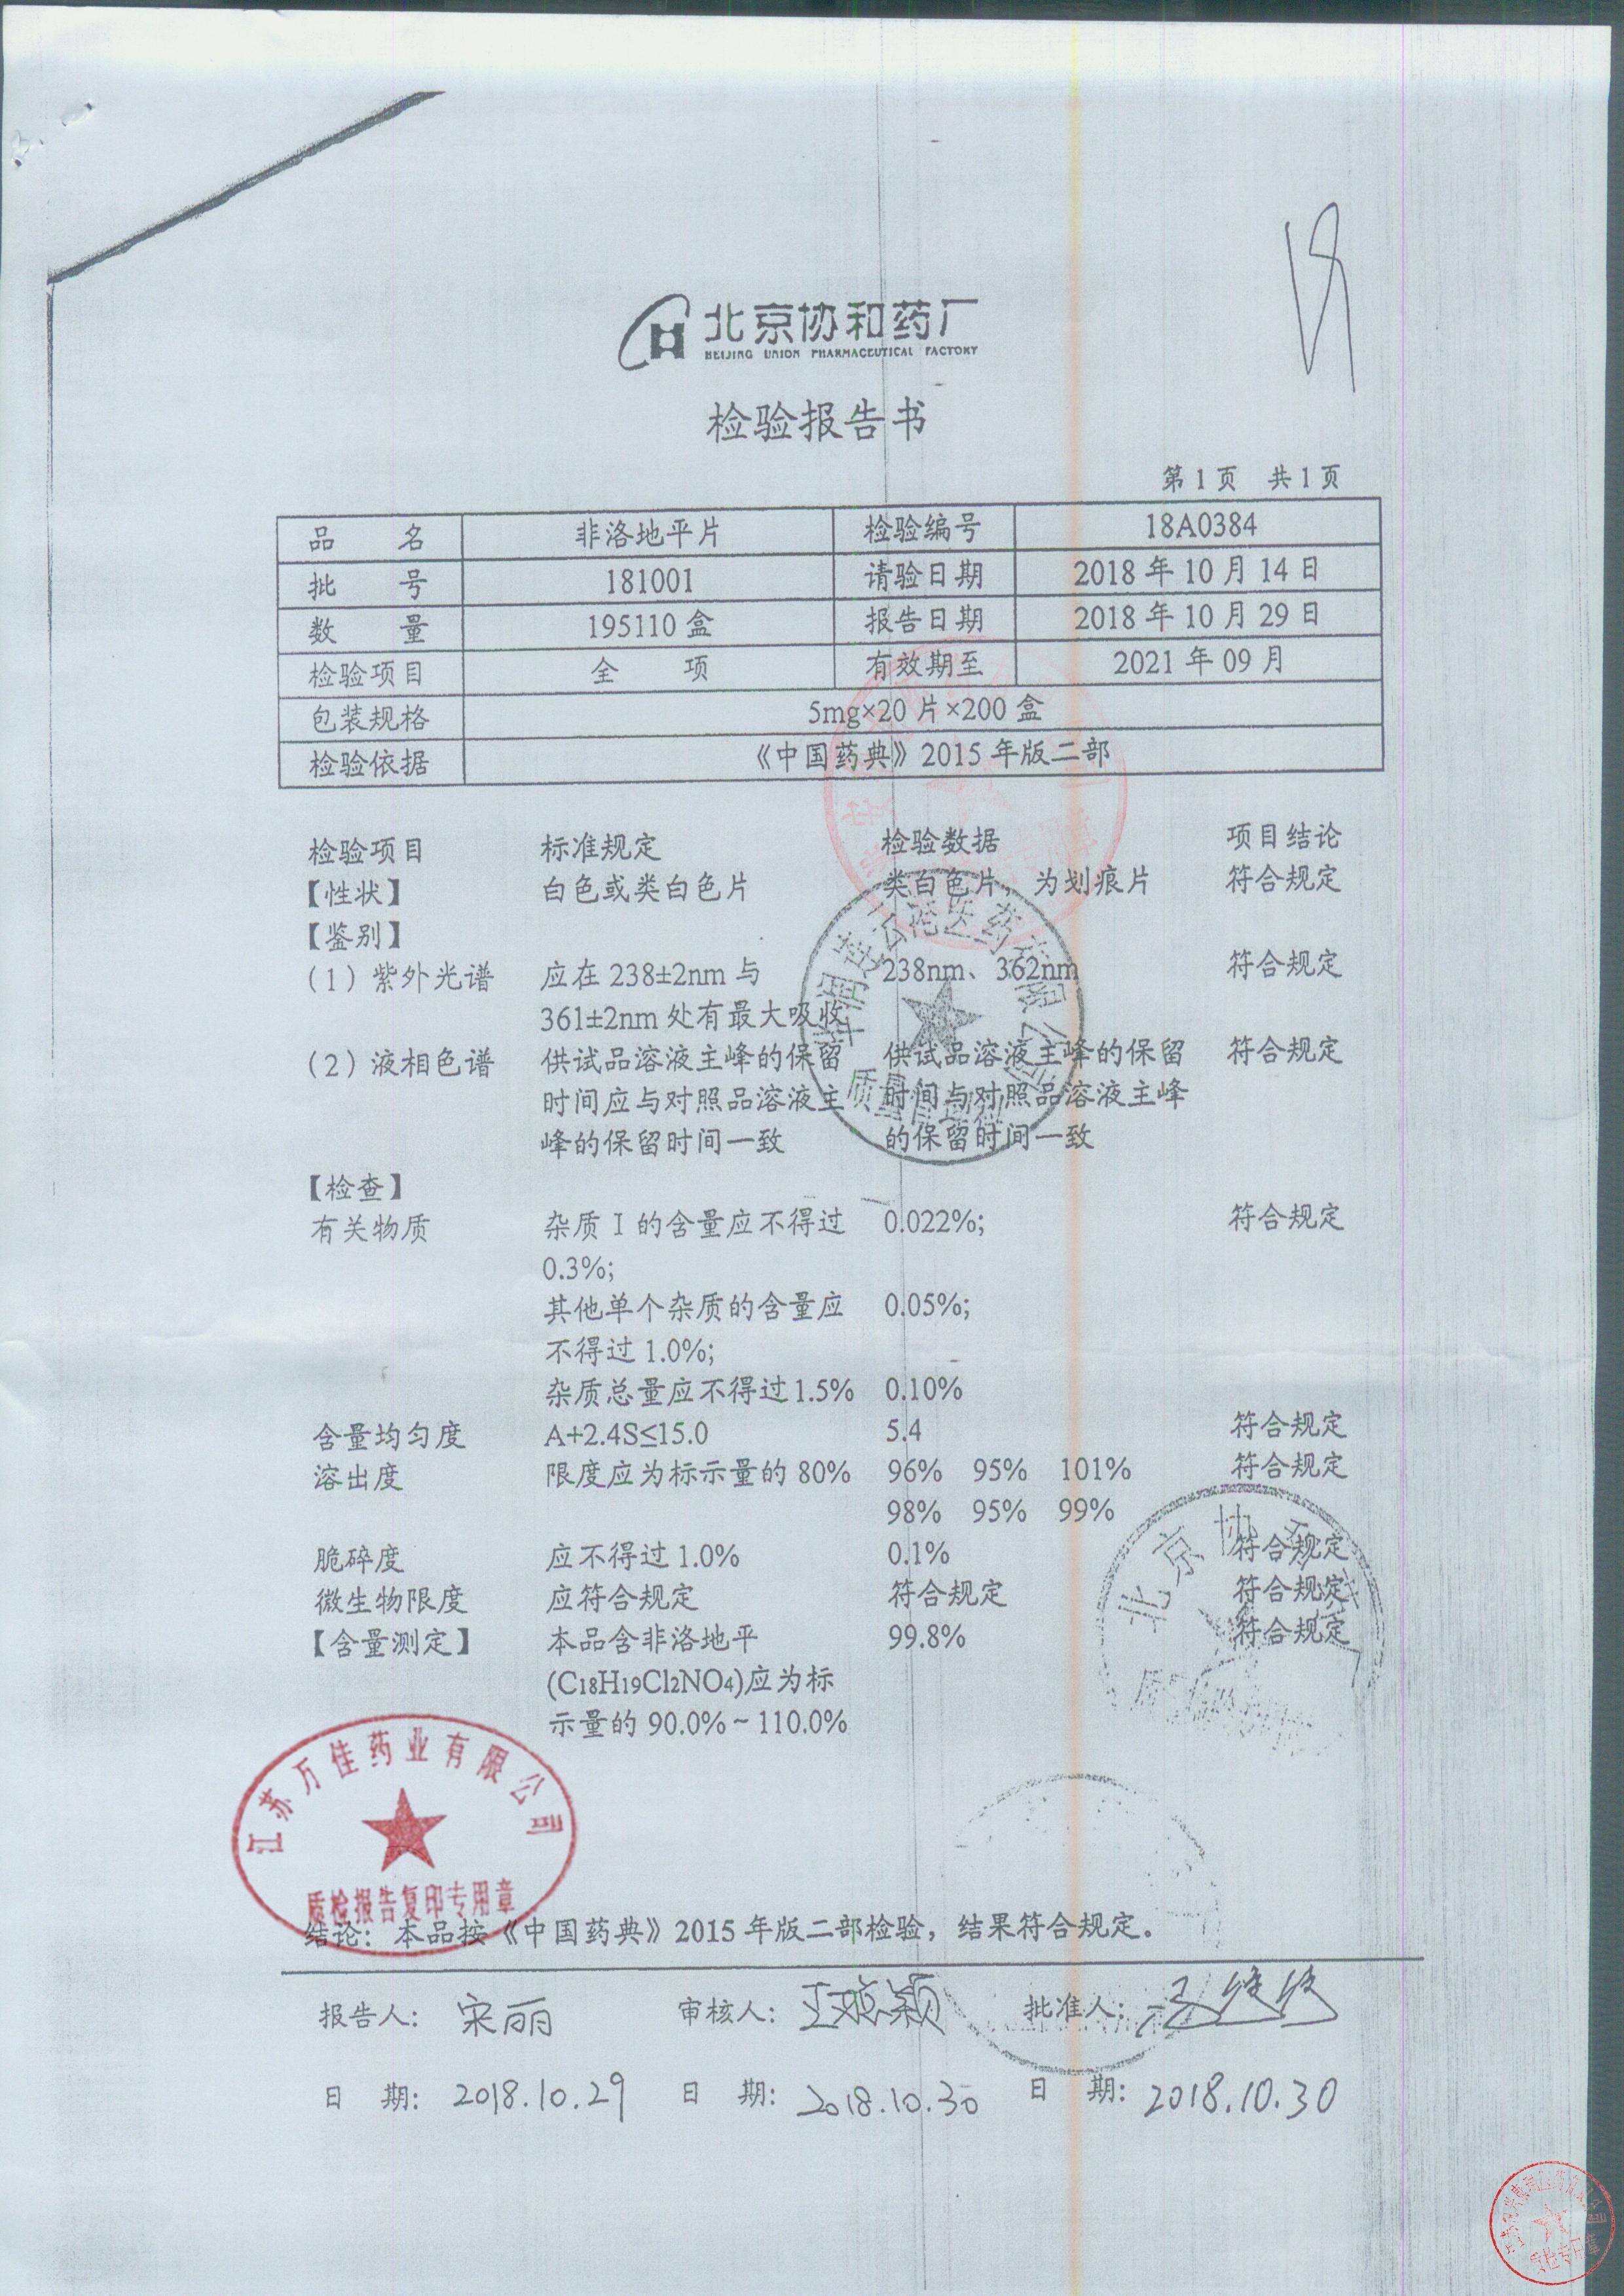 北京协和药厂
BEIJING UNION PHARMACEUTICAL FACTORY
检验报告书
第1页 共1页
品 名 非洛地平片 检验编号 18A0384
批 号 181001 请验日期 2018年10月14日
数 量 195110盒 报告日期 2018年10月29日
检验项目 全 项 有效期至 2021年09月
包装规格 5mg×20片×200盒
检验依据 《中国药典》2015年版二部
检验项目 标准规定 检验数据 项目结论
【性状】 白色或类白色片 类白色片，为划痕片 符合规定
【鉴别】
（1）紫外光谱 应在238±2nm与 238nm、362nm 符合规定
361±2nm处有最大吸收
（2）液相色谱 供试品溶液主峰的保留 供试品溶液主峰的保留 符合规定
时间应与对照品溶液主 时间与对照品溶液主峰
峰的保留时间一致 的保留时间一致
【检查】
有关物质 杂质Ⅰ的含量应不得过 0.022%; 符合规定
0.3%;
其他单个杂质的含量应 0.05%;
不得过1.0%;
杂质总量应不得过1.5% 0.10%
含量均匀度 A+2.4S≤15.0 5.4 符合规定
溶出度 限度应为标示量的80% 96% 95% 101% 符合规定
98% 95% 99%
脆碎度 应不得过1.0% 0.1% 符合规定
微生物限度 应符合规定 符合规定 符合规定
【含量测定】 本品含非洛地平 99.8% 符合规定
(C18H19Cl2NO4)应为标
示量的90.0%~110.0%
江苏万佳药业有限公司
质检报告复印专用章
结论：本品按《中国药典》2015年版二部检验，结果符合规定。
报告人：宋丽 审核人： 批准人：
日 期：2018.10.29 日 期：2018.10.30 日 期：2018.10.30